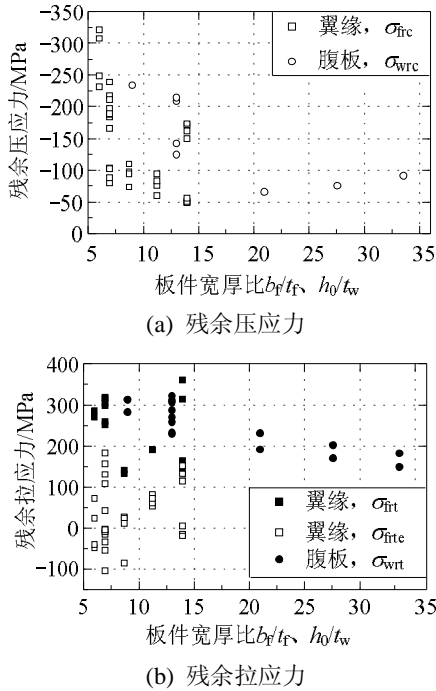 残余压应力/MPa
-350
-300
-250
-200
-150
-100
-50
0
□ 翼缘，σfrc
○ 腹板，σwrc
5 10 15 20 25 30 35
板件宽厚比bf/tf、h0/tw
(a) 残余压应力
残余拉应力/MPa
400
300
200
100
0
-100
■ 翼缘，σfrt
□ 翼缘，σfrte
● 腹板，σwrt
5 10 15 20 25 30 35
板件宽厚比bf/tf、h0/tw
(b) 残余拉应力